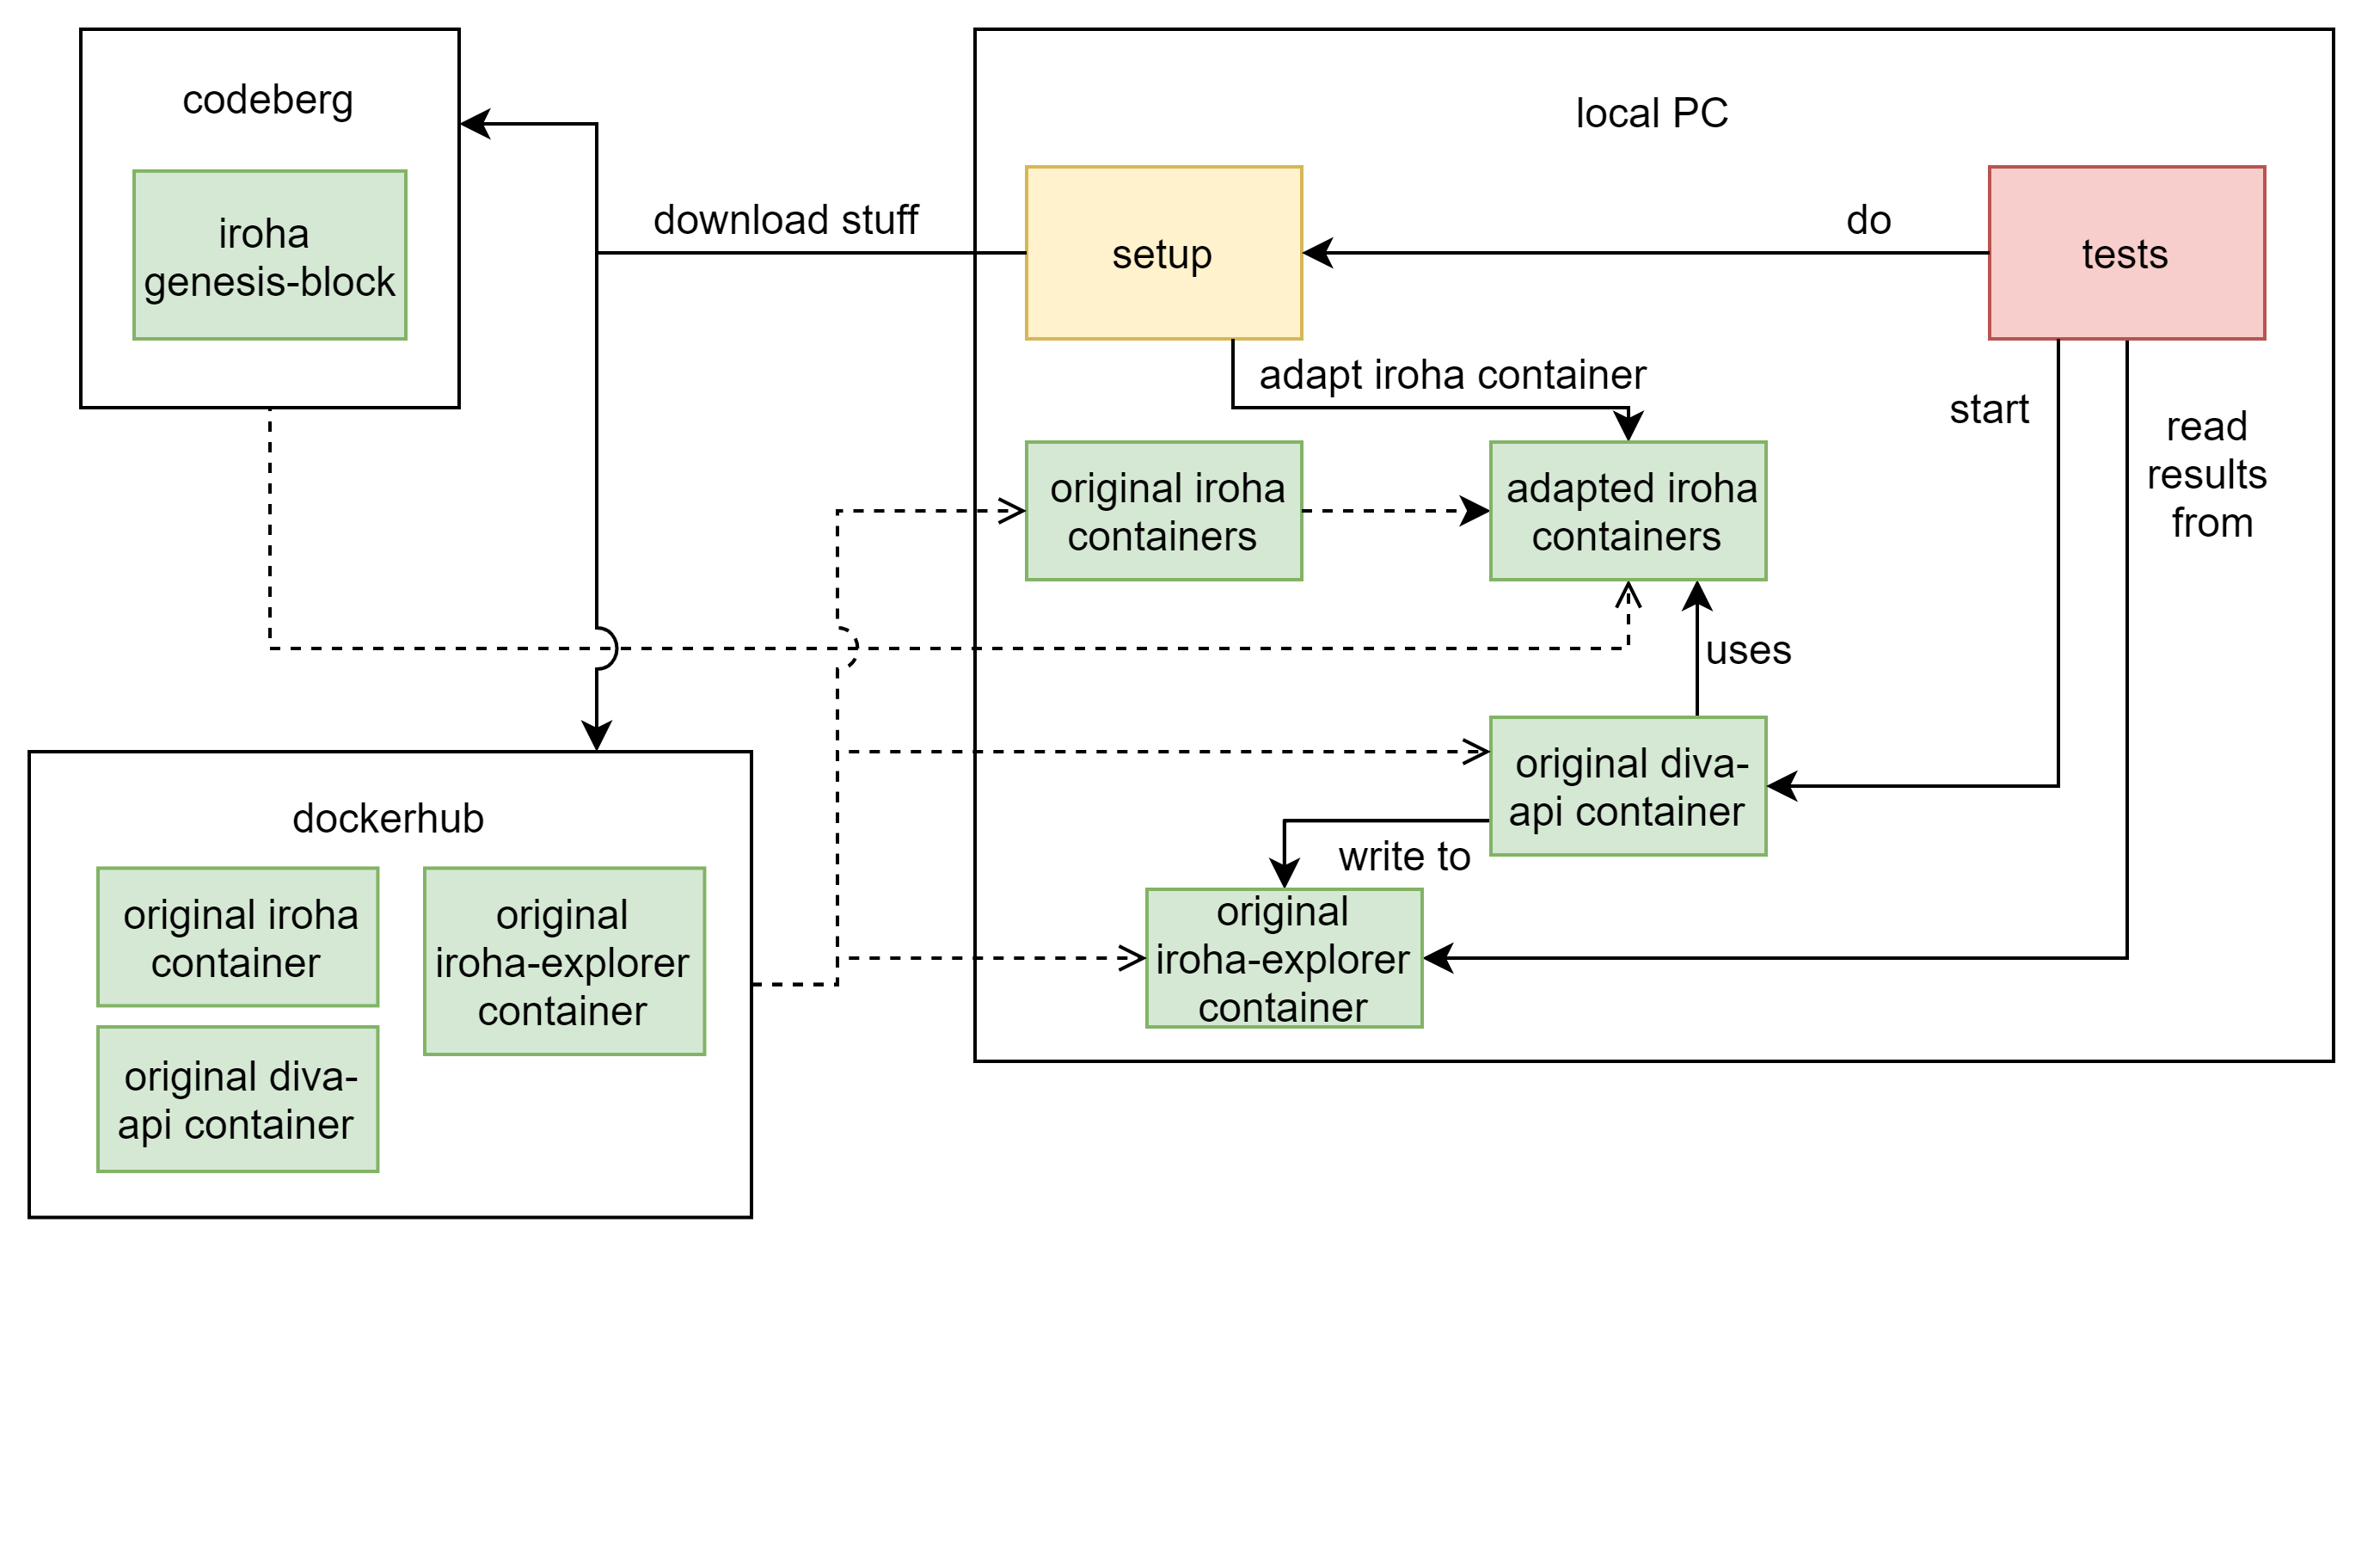 codeberg
iroha
genesis-block
download stuff
local PC
setup
do
tests
adapt iroha container
start
read
results
from
original iroha
containers
adapted iroha
containers
uses
original diva-
api container
write to
original
iroha-explorer
container
dockerhub
original iroha
container
original
iroha-explorer
container
original diva-
api container